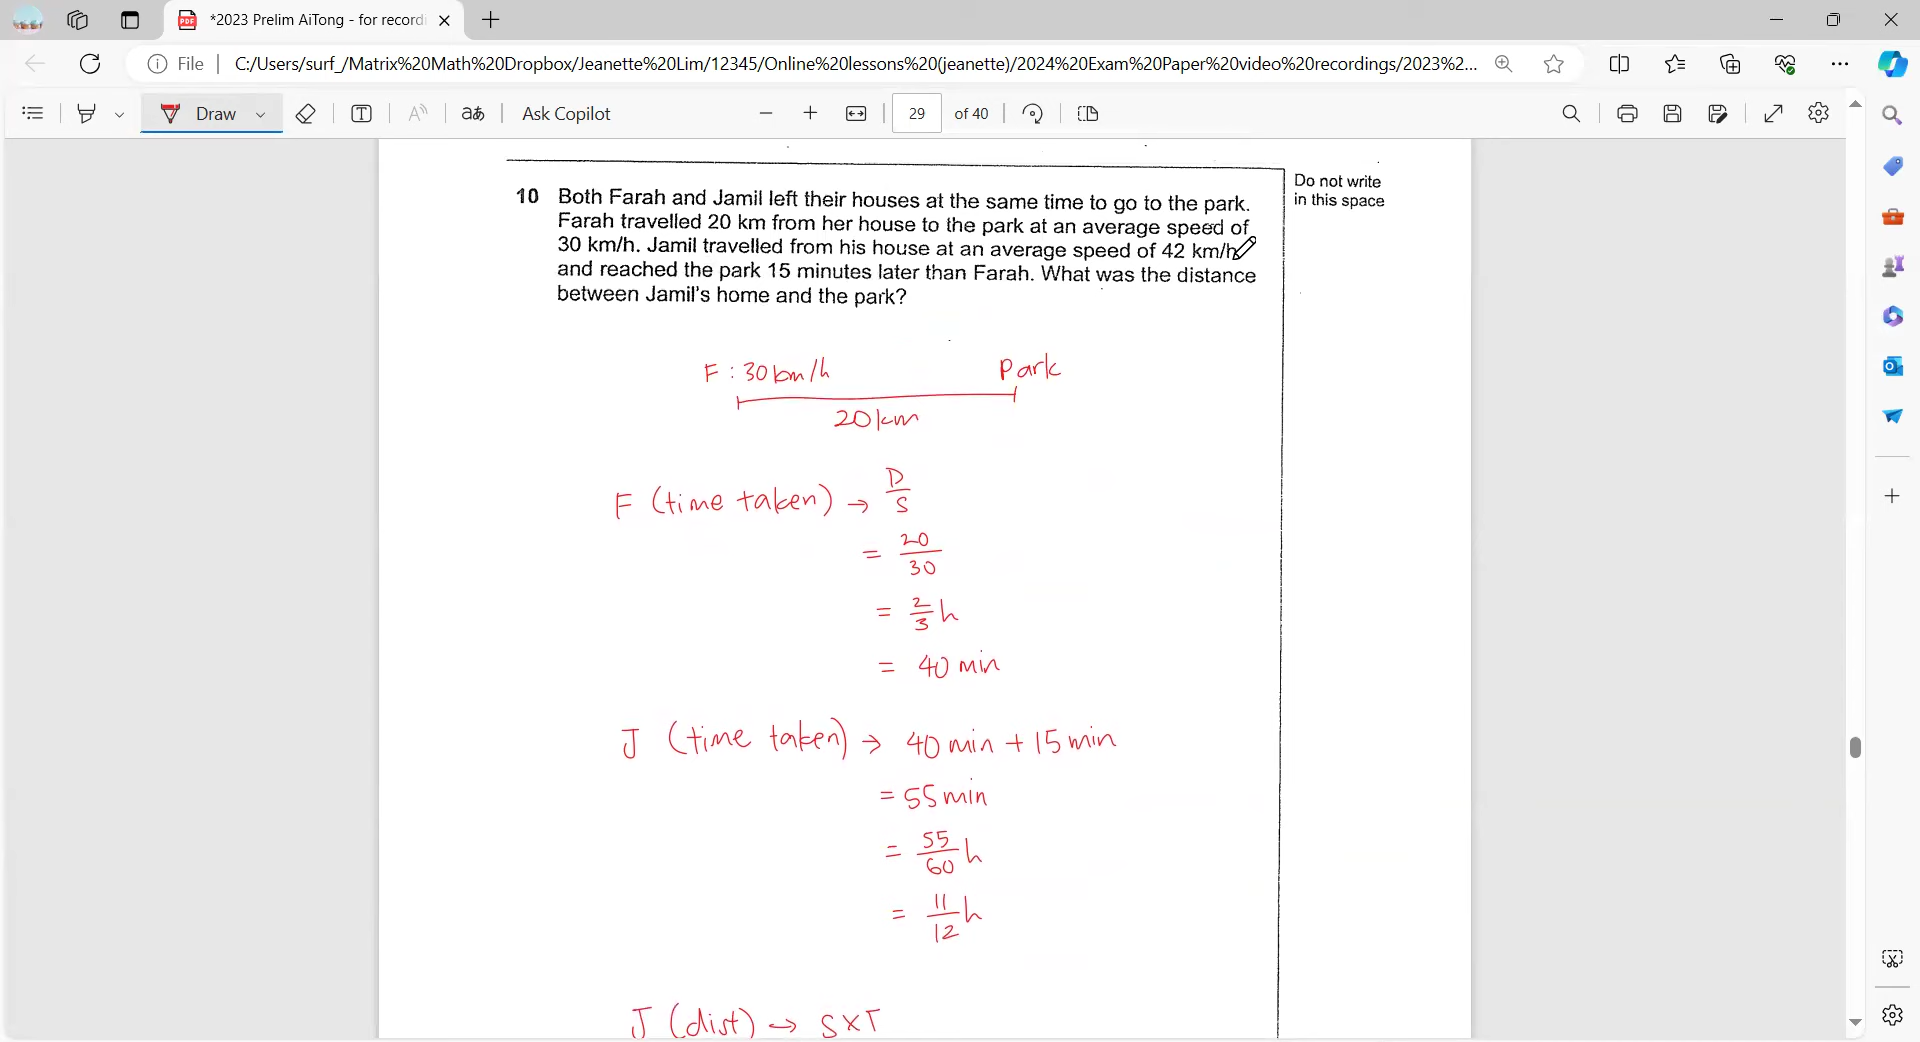 *2023 Prelim AiTong - for recordi
File
C:/Users/surf_/Matrix%20Math%20Dropbox/Jeanette%20Lim/12345/Online%20lessons%20(jeanette)/2024%20Exam%20Paper%20video%20recordings/2023%2...
Draw
Ask Copilot
29 of 40
Do not write
in this space
10 Both Farah and Jamil left their houses at the same time to go to the park.
Farah travelled 20 km from her house to the park at an average speed of
30 km/h. Jamil travelled from his house at an average speed of 42 km/h
and reached the park 15 minutes later than Farah. What was the distance
between Jamil's home and the park?
F : 30 km/h Park
20km
F (time taken) → D/S
= 20/30
= 2/3 h
= 40 min
J (time taken) → 40 min + 15 min
= 55 min
= 55/60 h
= 11/12 h
J (dist) → S×T